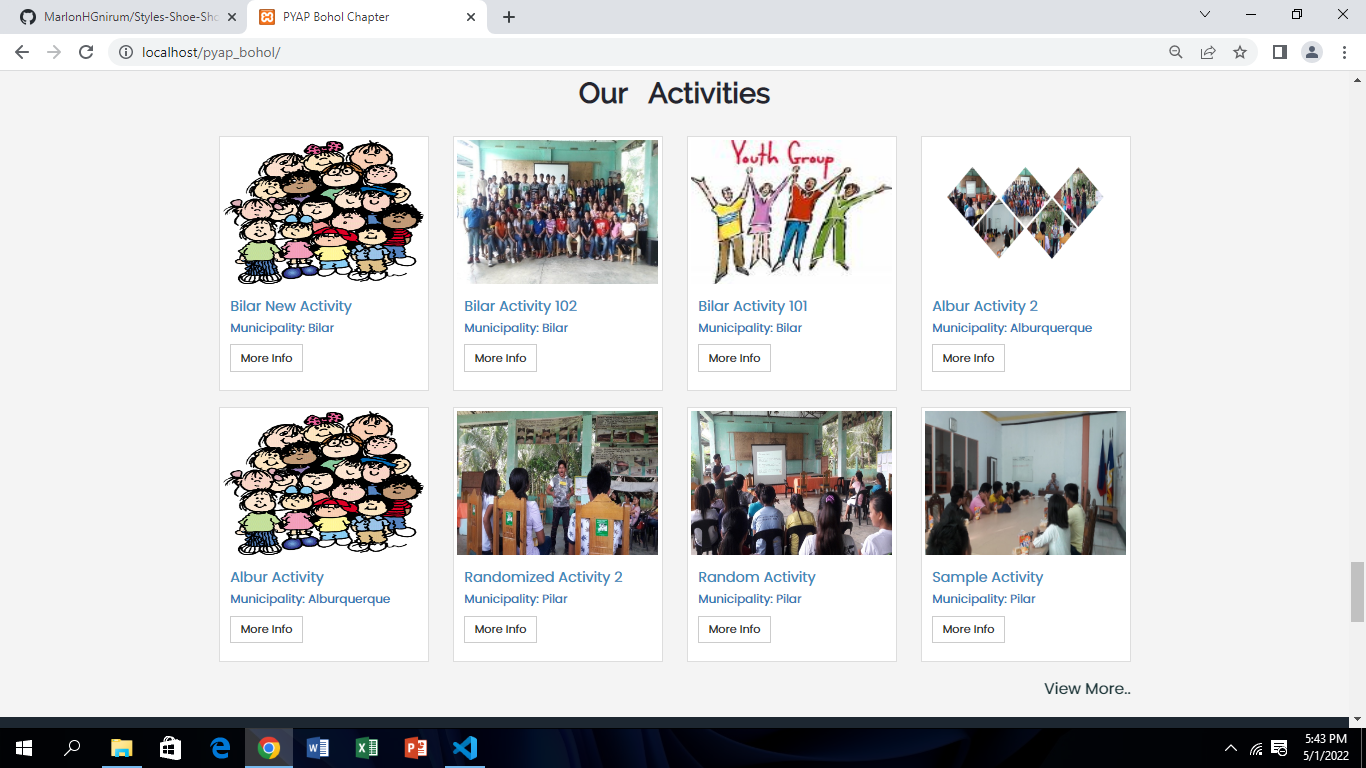 MarlonHGnirum/Styles-Shoe-Sho
PYAP Bohol Chapter
localhost/pyap_bohol/
Our Activities
Youth Group
Bilar New Activity
Municipality: Bilar
More Info
Bilar Activity 102
Municipality: Bilar
More Info
Bilar Activity 101
Municipality: Bilar
More Info
Albur Activity 2
Municipality: Alburquerque
More Info
Albur Activity
Municipality: Alburquerque
More Info
Randomized Activity 2
Municipality: Pilar
More Info
Random Activity
Municipality: Pilar
More Info
Sample Activity
Municipality: Pilar
More Info
View More..
5:43 PM
5/1/2022